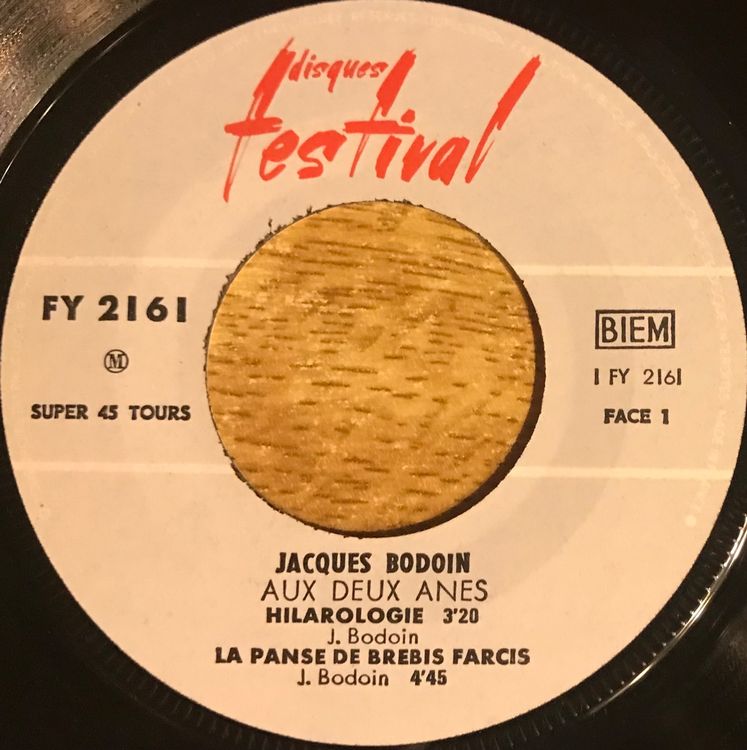 disques
festival
FY 2161
M
SUPER 45 TOURS
BIEM
1 FY 2161
FACE 1
JACQUES BODOIN
AUX DEUX ANES
HILAROLOGIE 3'20
J. Bodoin
LA PANSE DE BREBIS FARCIS
J. Bodoin 4'45